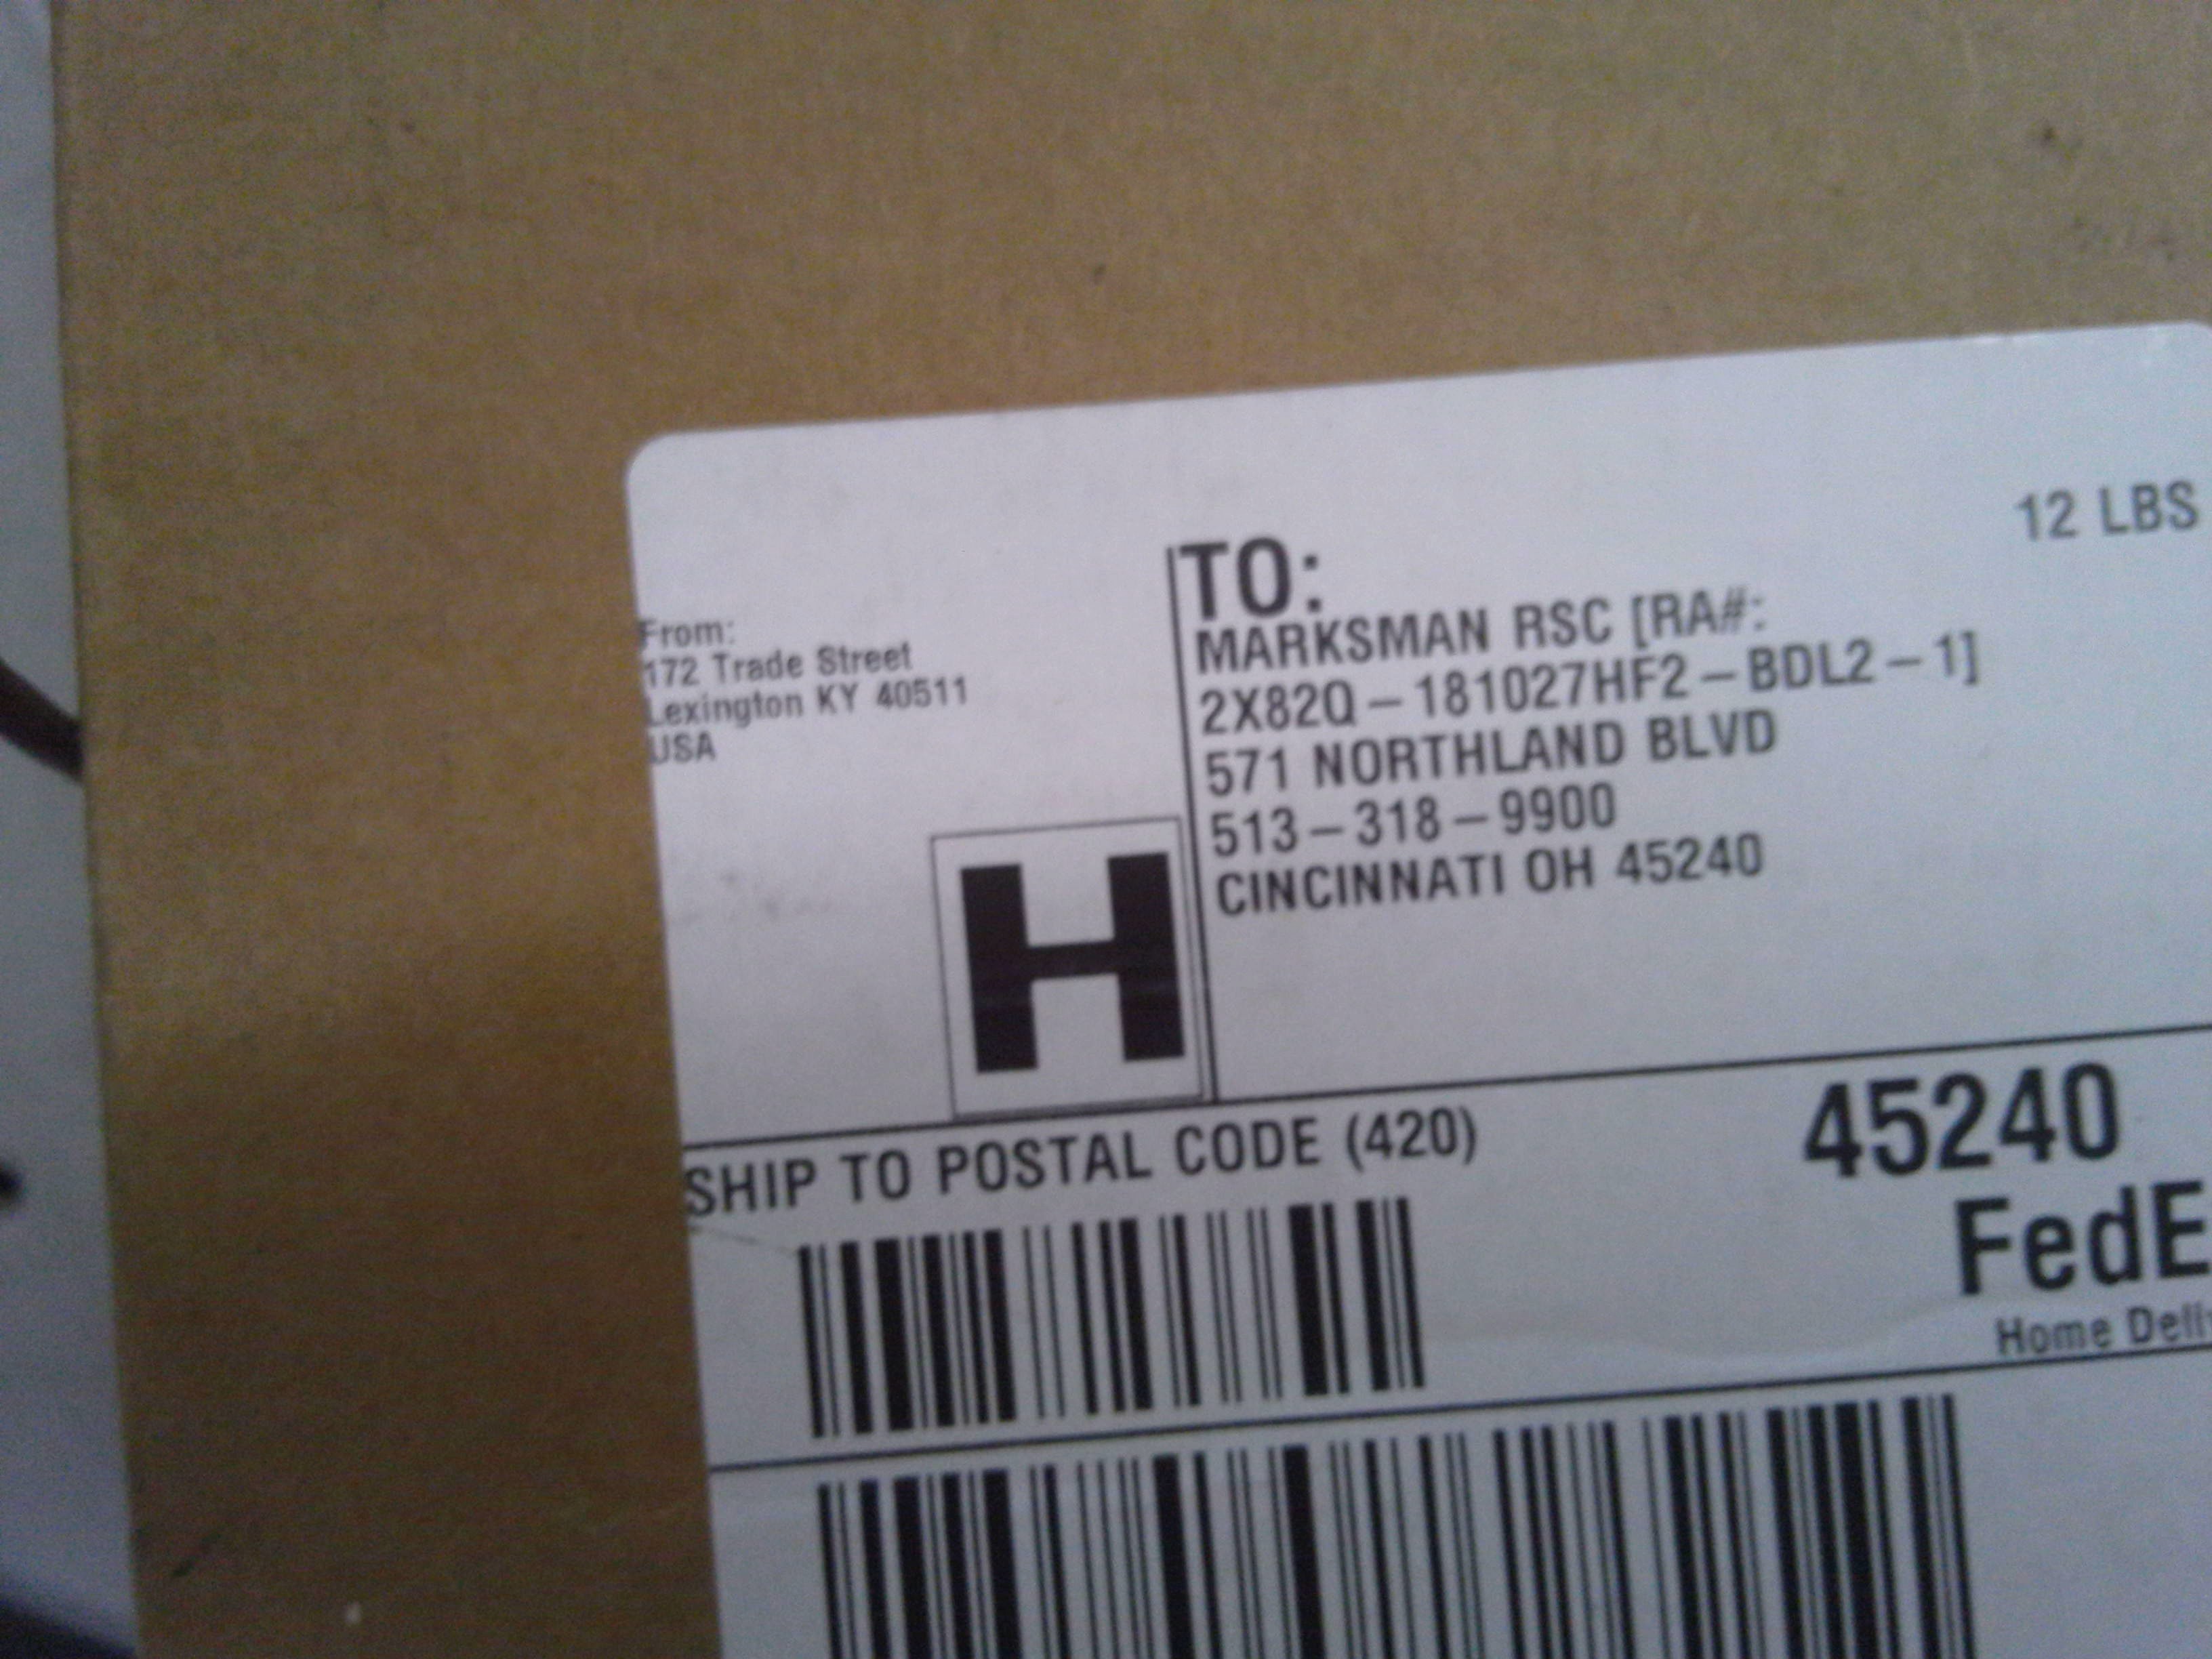 12 LBS
From:
172 Trade Street
Lexington KY 40511
USA
TO:
MARKSMAN RSC [RA#:
2X82Q-181027HF2-BDL2-1]
571 NORTHLAND BLVD
513-318-9900
CINCINNATI OH 45240
H
SHIP TO POSTAL CODE (420)
45240
FedE
Home Deli